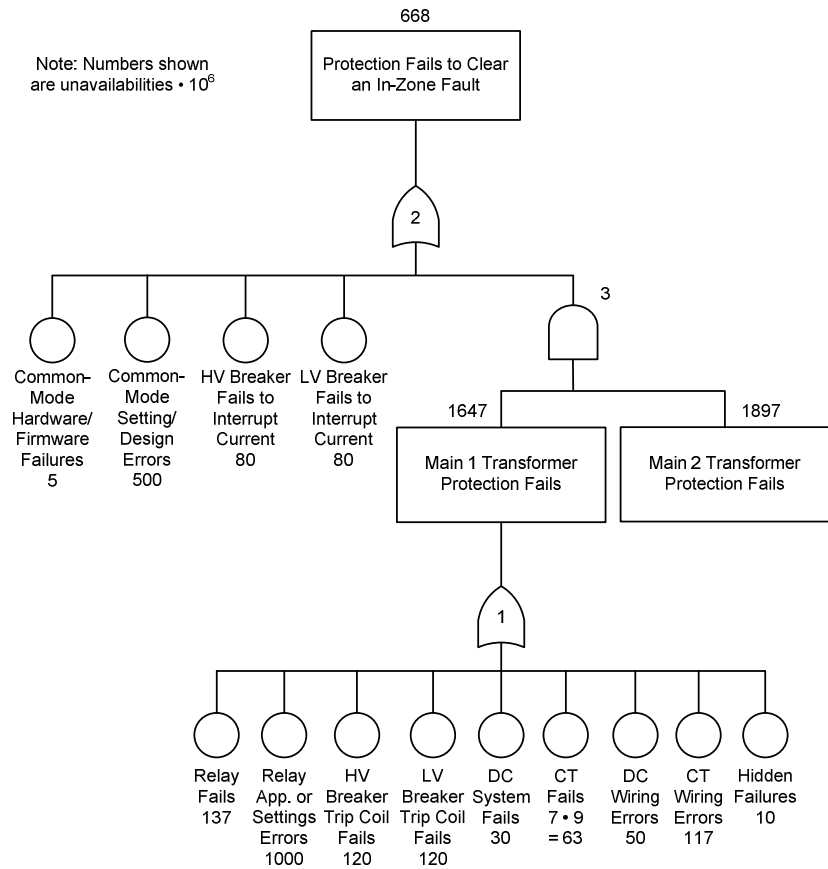 668
Note: Numbers shown
are unavailabilities • 10⁶
Protection Fails to Clear
an In-Zone Fault
2
3
Common-
Mode
Hardware/
Firmware
Failures
5
Common-
Mode
Setting/
Design
Errors
500
HV Breaker
Fails to
Interrupt
Current
80
LV Breaker
Fails to
Interrupt
Current
80
1647
1897
Main 1 Transformer
Protection Fails
Main 2 Transformer
Protection Fails
1
Relay
Fails
137
Relay
App. or
Settings
Errors
1000
HV
Breaker
Trip Coil
Fails
120
LV
Breaker
Trip Coil
Fails
120
DC
System
Fails
30
CT
Fails
7 • 9
= 63
DC
Wiring
Errors
50
CT
Wiring
Errors
117
Hidden
Failures
10